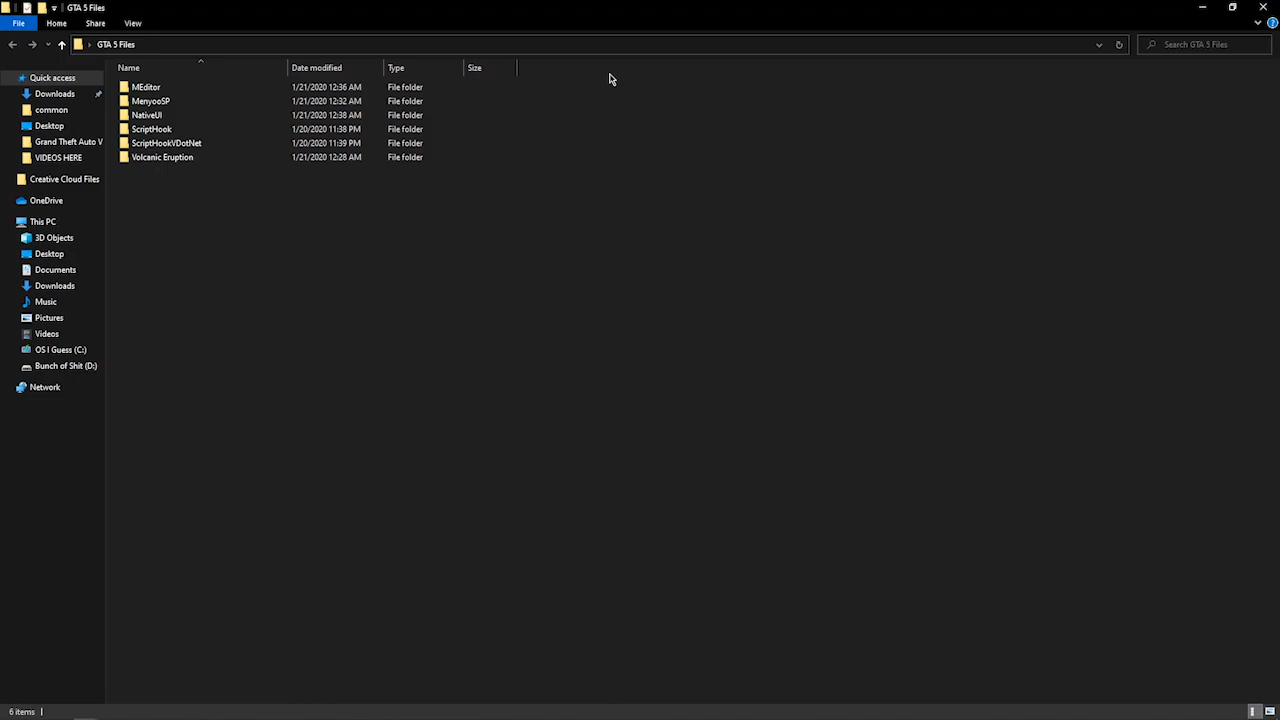 GTA 5 Files
File Home Share View
GTA 5 Files
Search GTA 5 Files
Name Date modified Type Size
Quick access
Downloads
common
Desktop
Grand Theft Auto V
VIDEOS HERE
Creative Cloud Files
OneDrive
This PC
3D Objects
Desktop
Documents
Downloads
Music
Pictures
Videos
OS I Guess (C:)
Bunch of Shit (D:)
Network
MEditor 1/21/2020 12:36 AM File folder
MenyooSP 1/21/2020 12:32 AM File folder
NativeUI 1/21/2020 12:38 AM File folder
ScriptHook 1/20/2020 11:38 PM File folder
ScriptHookVDotNet 1/20/2020 11:39 PM File folder
Volcanic Eruption 1/21/2020 12:28 AM File folder
6 items